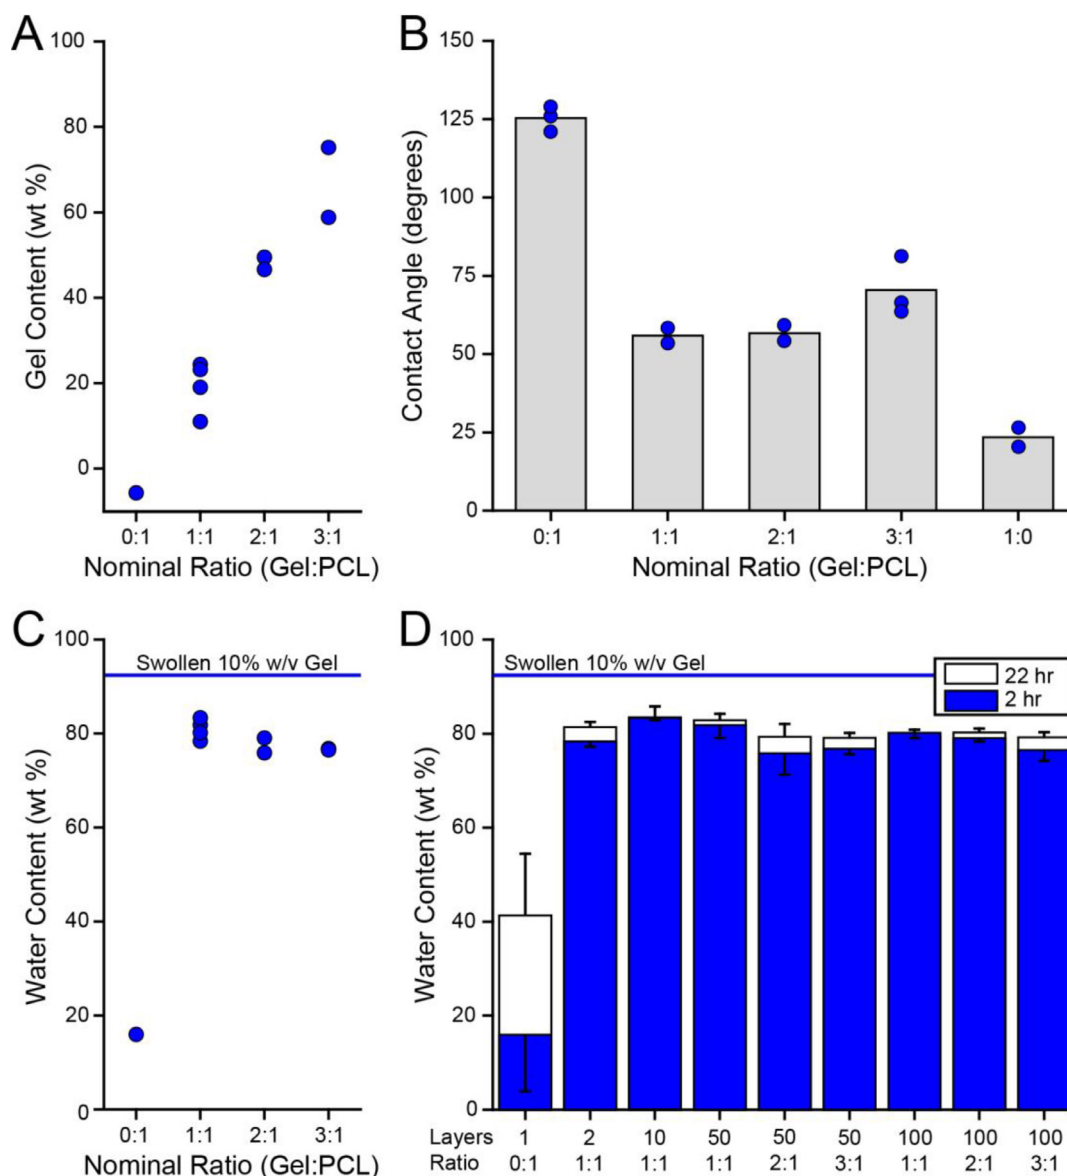 A
100
80
60
40
20
0
Gel Content (wt %)
0:1 1:1 2:1 3:1
Nominal Ratio (Gel:PCL)
B
150
125
100
75
50
25
0
Contact Angle (degrees)
0:1 1:1 2:1 3:1 1:0
Nominal Ratio (Gel:PCL)
C
100
80
60
40
20
0
Water Content (wt %)
Swollen 10% w/v Gel
0:1 1:1 2:1 3:1
Nominal Ratio (Gel:PCL)
D
100
80
60
40
20
0
Water Content (wt %)
Swollen 10% w/v Gel
22 hr
2 hr
Layers 1 2 10 50 50 50 100 100 100
Ratio 0:1 1:1 1:1 1:1 2:1 3:1 1:1 2:1 3:1